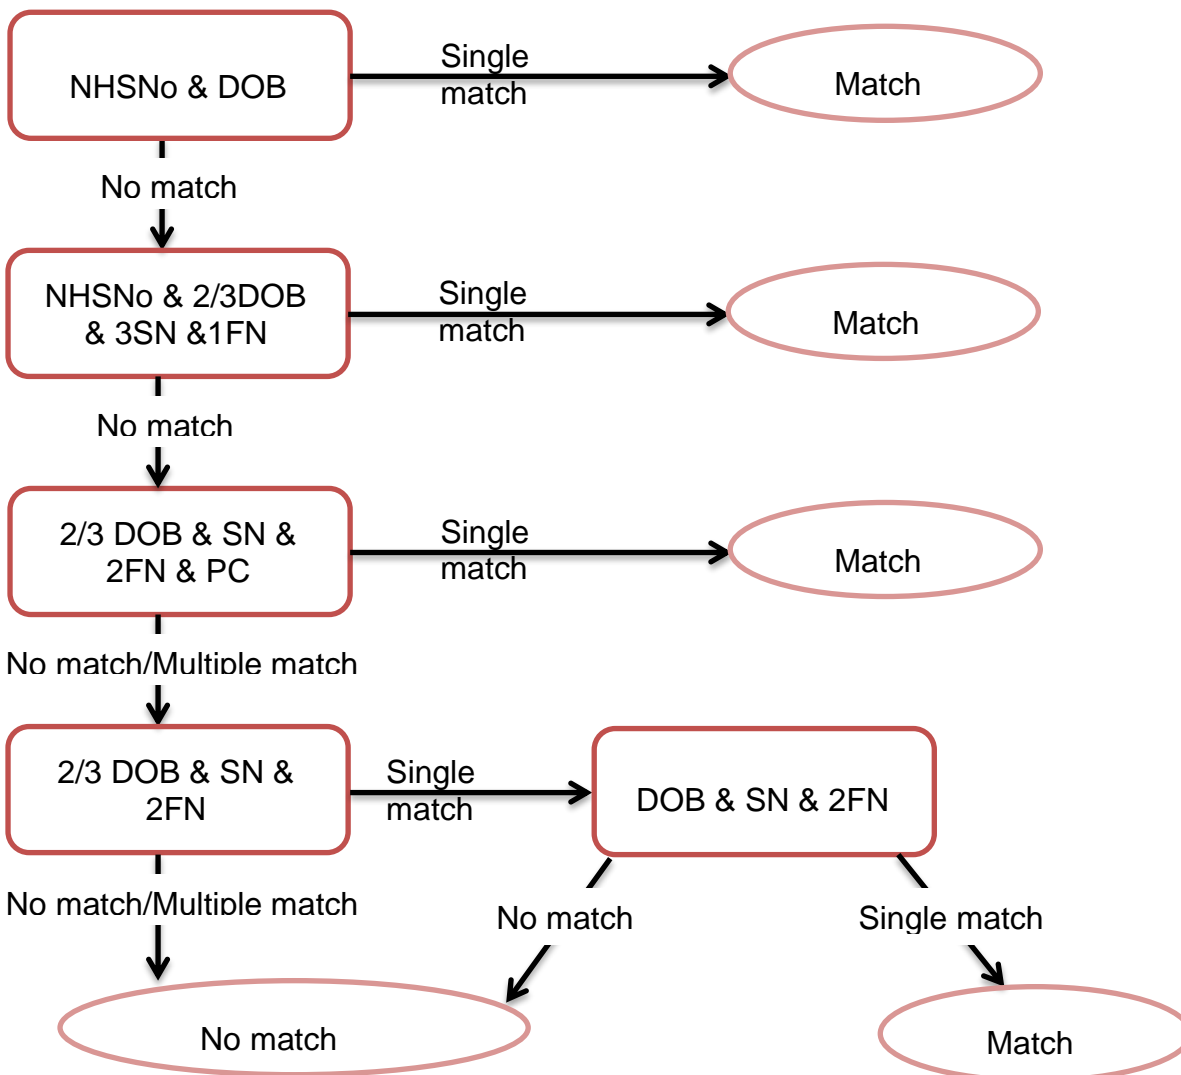 NHSNo & DOB
Single
match
Match
No match
NHSNo & 2/3DOB
& 3SN &1FN
Single
match
Match
No match
2/3 DOB & SN &
2FN & PC
Single
match
Match
No match/Multiple match
2/3 DOB & SN &
2FN
Single
match
DOB & SN & 2FN
No match/Multiple match
No match
Single match
No match
Match